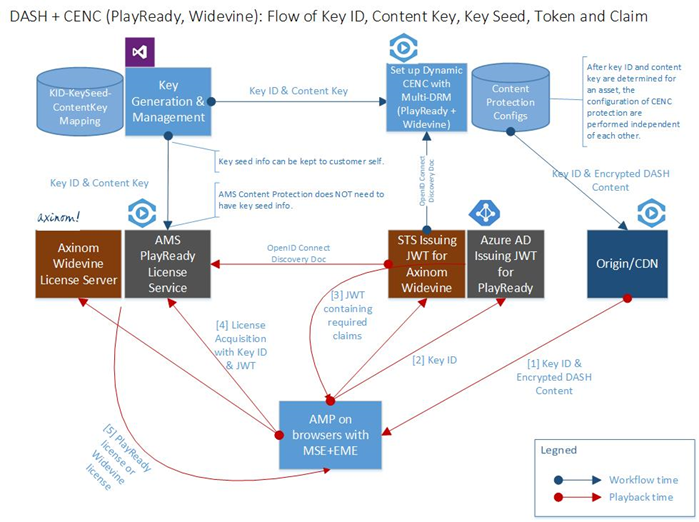 DASH + CENC (PlayReady, Widevine): Flow of Key ID, Content Key, Key Seed, Token and Claim
KID-KeySeed-
ContentKey
Mapping
Key
Generation &
Management
Key ID & Content Key
Set up Dynamic
CENC with
Multi-DRM
(PlayReady +
Widevine)
Content
Protection
Configs
After key ID and content
key are determined for
an asset, the
configuration of CENC
protection are
performed independent
of each other.
Key seed info can be kept to customer self.
Key ID & Content Key
AMS Content Protection does NOT need to
have key seed info.
OpenID Connect
Discovery Doc
Key ID & Encrypted DASH
Content
axinom!
Axinom
Widevine
License Server
AMS
PlayReady
License
Service
OpenID Connect
Discovery Doc
STS Issuing
JWT for
Axinom
Widevine
Azure AD
Issuing JWT
for
PlayReady
Origin/CDN
[3] JWT
containing
required
claims
[4] License
Acquisition
with Key ID
& JWT
[2] Key ID
[1] Key ID &
Encrypted DASH
Content
[5] PlayReady
license or
Widevine
license
AMP on
browsers with
MSE+EME
Legned
Workflow time
Playback time